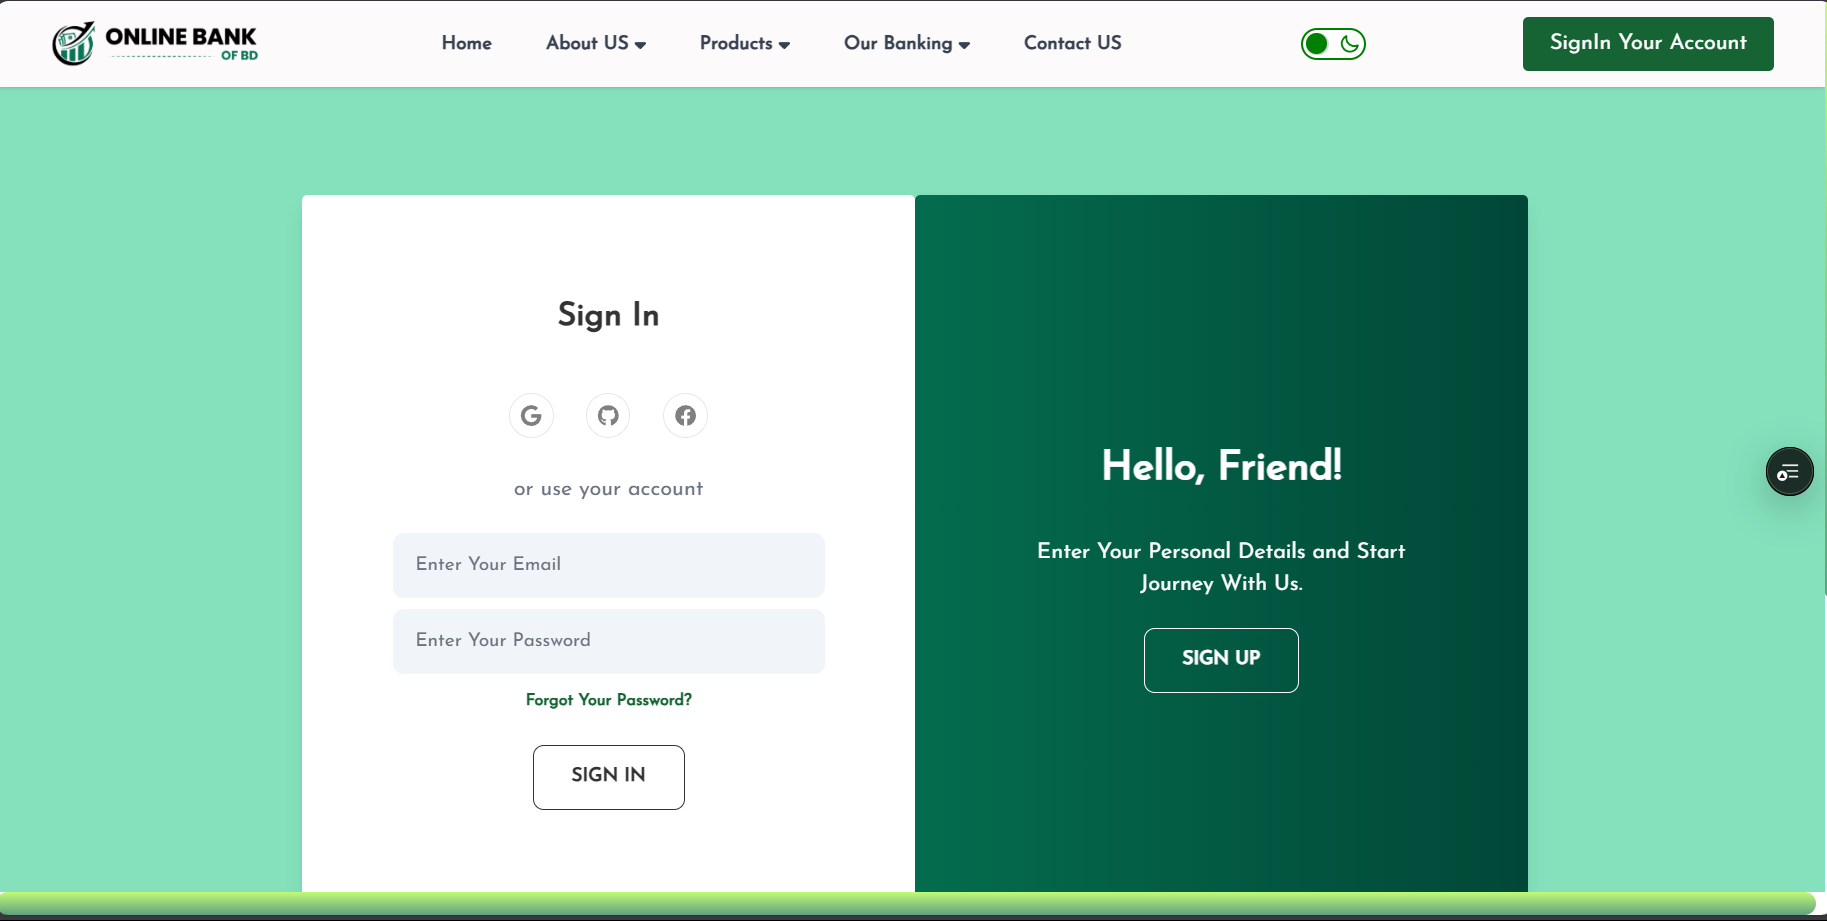 ONLINE BANK
OF BD
Home
About US
Products
Our Banking
Contact US
SignIn Your Account
Sign In
or use your account
Enter Your Email
Enter Your Password
Forgot Your Password?
SIGN IN
Hello, Friend!
Enter Your Personal Details and Start
Journey With Us.
SIGN UP